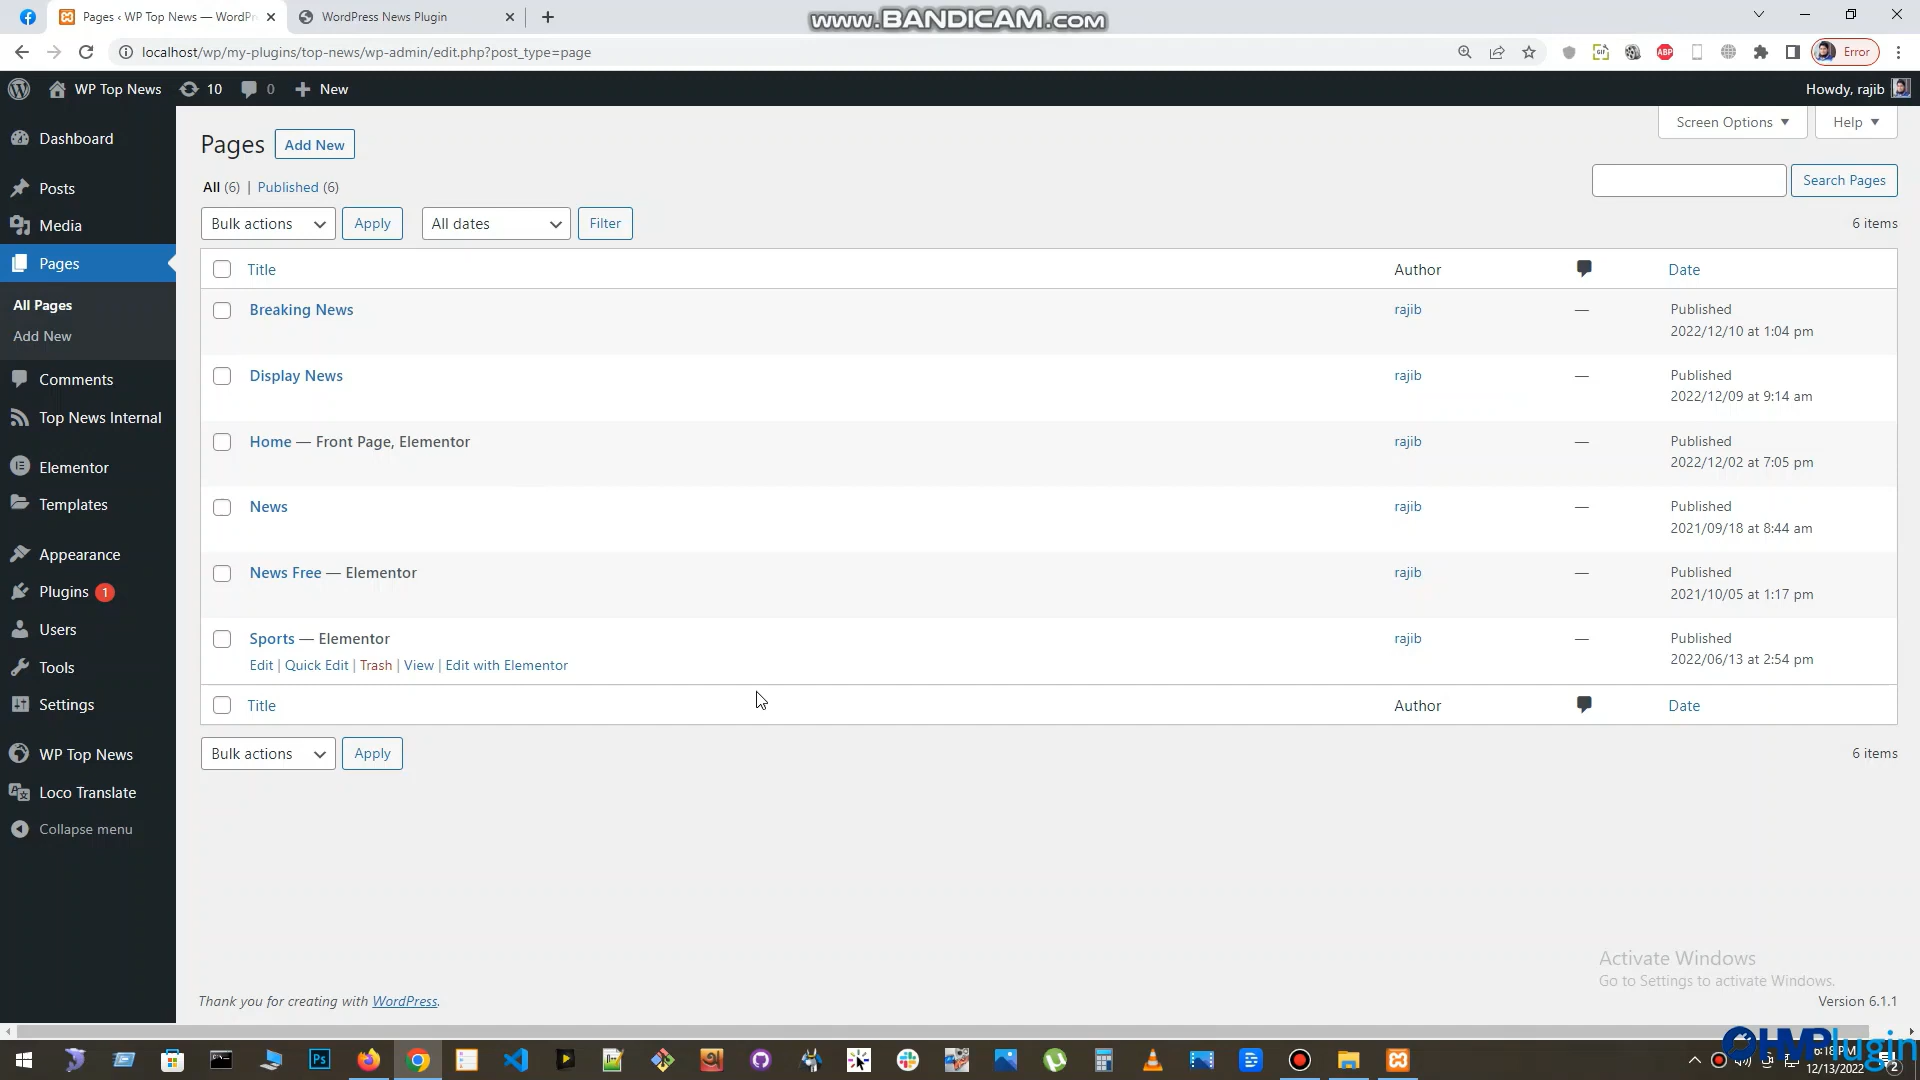 Pages ‹ WP Top News — WordPr
WordPress News Plugin
www.BANDICAM.com
localhost/wp/my-plugins/top-news/wp-admin/edit.php?post_type=page
GIF
ABP
Error
WP Top News
10
0
New
Howdy, rajib
Dashboard
Posts
Media
Pages
All Pages
Add New
Comments
Top News Internal
Elementor
Templates
Appearance
Plugins 1
Users
Tools
Settings
WP Top News
Loco Translate
Collapse menu
Pages
Add New
Screen Options
Help
All (6) | Published (6)
Search Pages
Bulk actions
Apply
All dates
Filter
6 items
Title
Author
Date
Breaking News
rajib
—
Published
2022/12/10 at 1:04 pm
Display News
rajib
—
Published
2022/12/09 at 9:14 am
Home — Front Page, Elementor
rajib
—
Published
2022/12/02 at 7:05 pm
News
rajib
—
Published
2021/09/18 at 8:44 am
News Free — Elementor
rajib
—
Published
2021/10/05 at 1:17 pm
Sports — Elementor
Edit | Quick Edit | Trash | View | Edit with Elementor
rajib
—
Published
2022/06/13 at 2:54 pm
Title
Author
Date
Bulk actions
Apply
6 items
Activate Windows
Go to Settings to activate Windows.
Thank you for creating with WordPress.
Version 6.1.1
Ps
HMPlugin
6:18 PM
12/13/2022
2